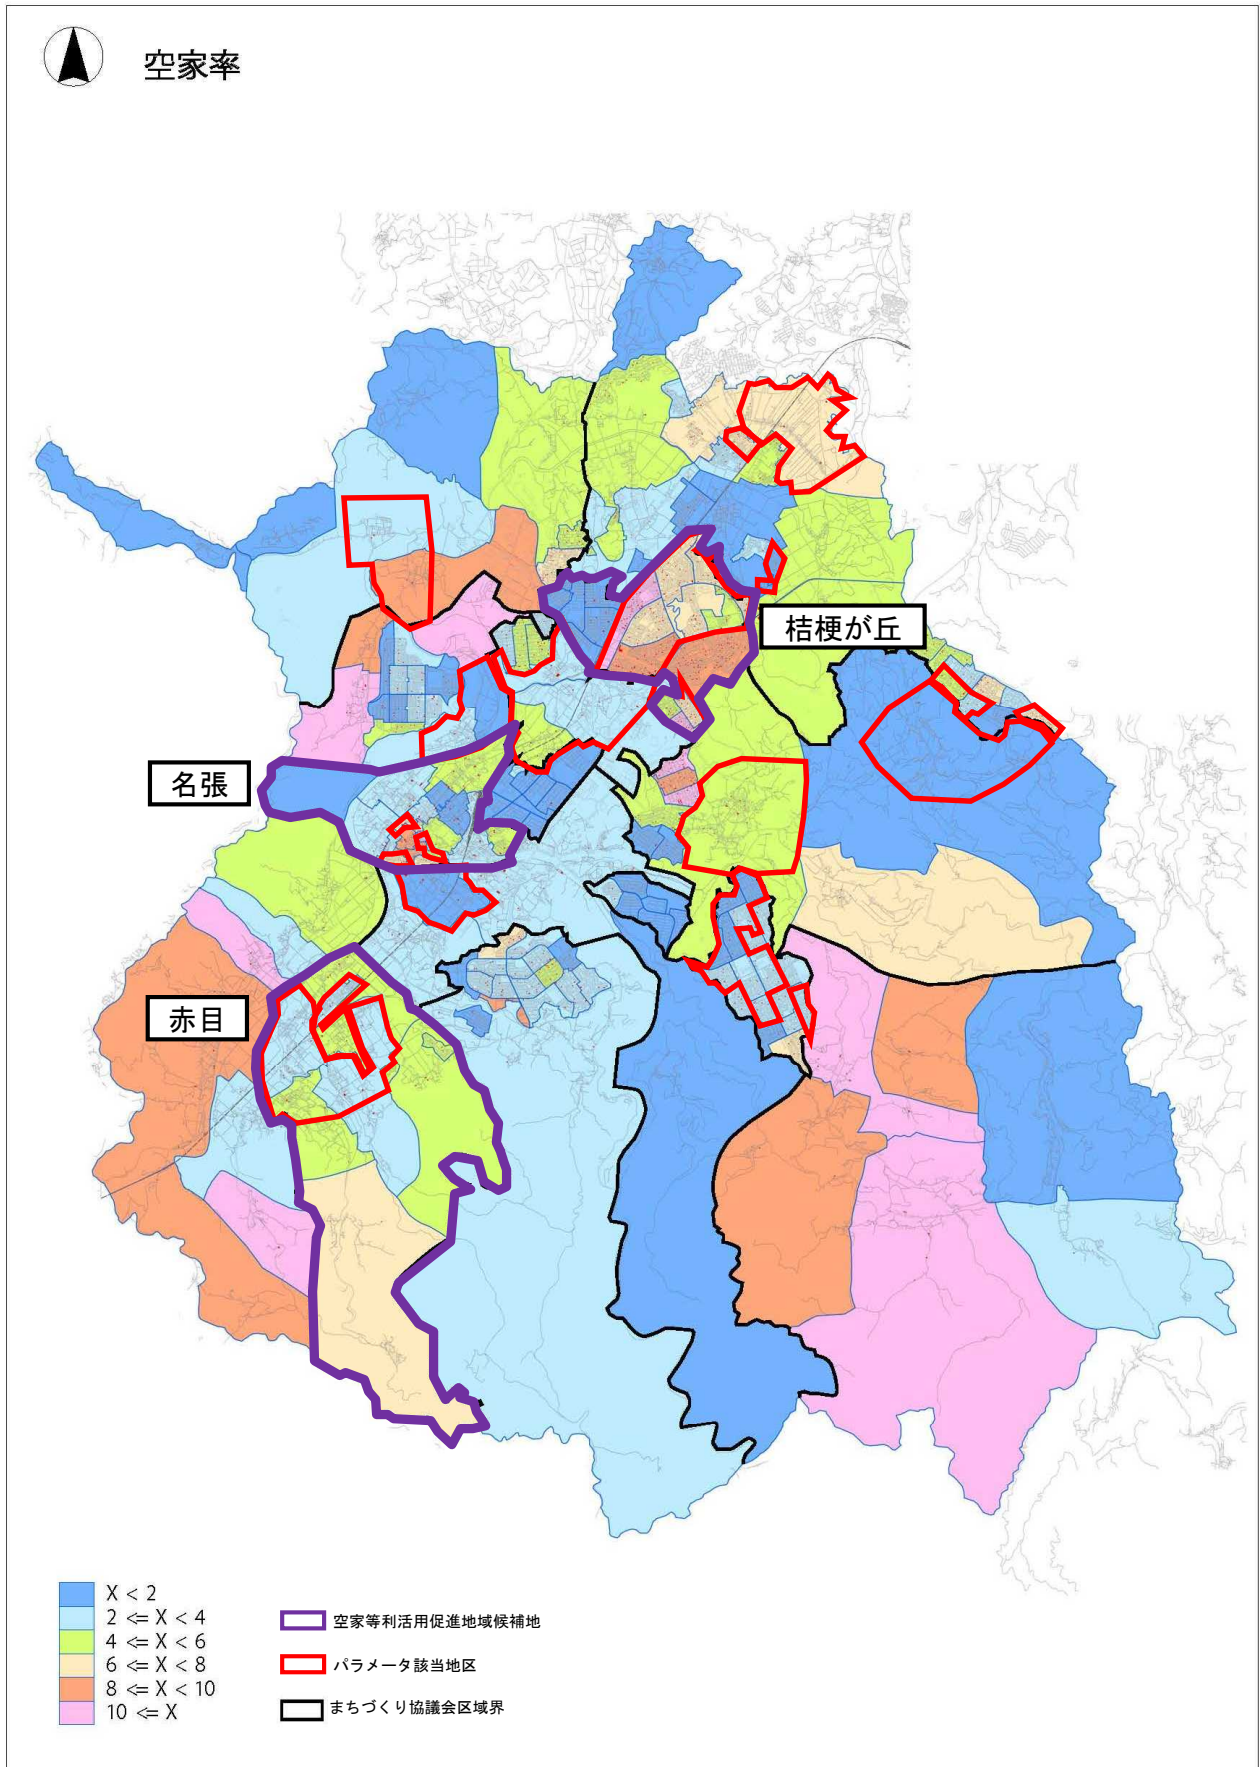 空家率
桔梗が丘
名張
赤目
X < 2
2 <= X < 4
4 <= X < 6
6 <= X < 8
8 <= X < 10
10 <= X
空家等利活用促進地域候補地
パラメータ該当地区
まちづくり協議会区域界